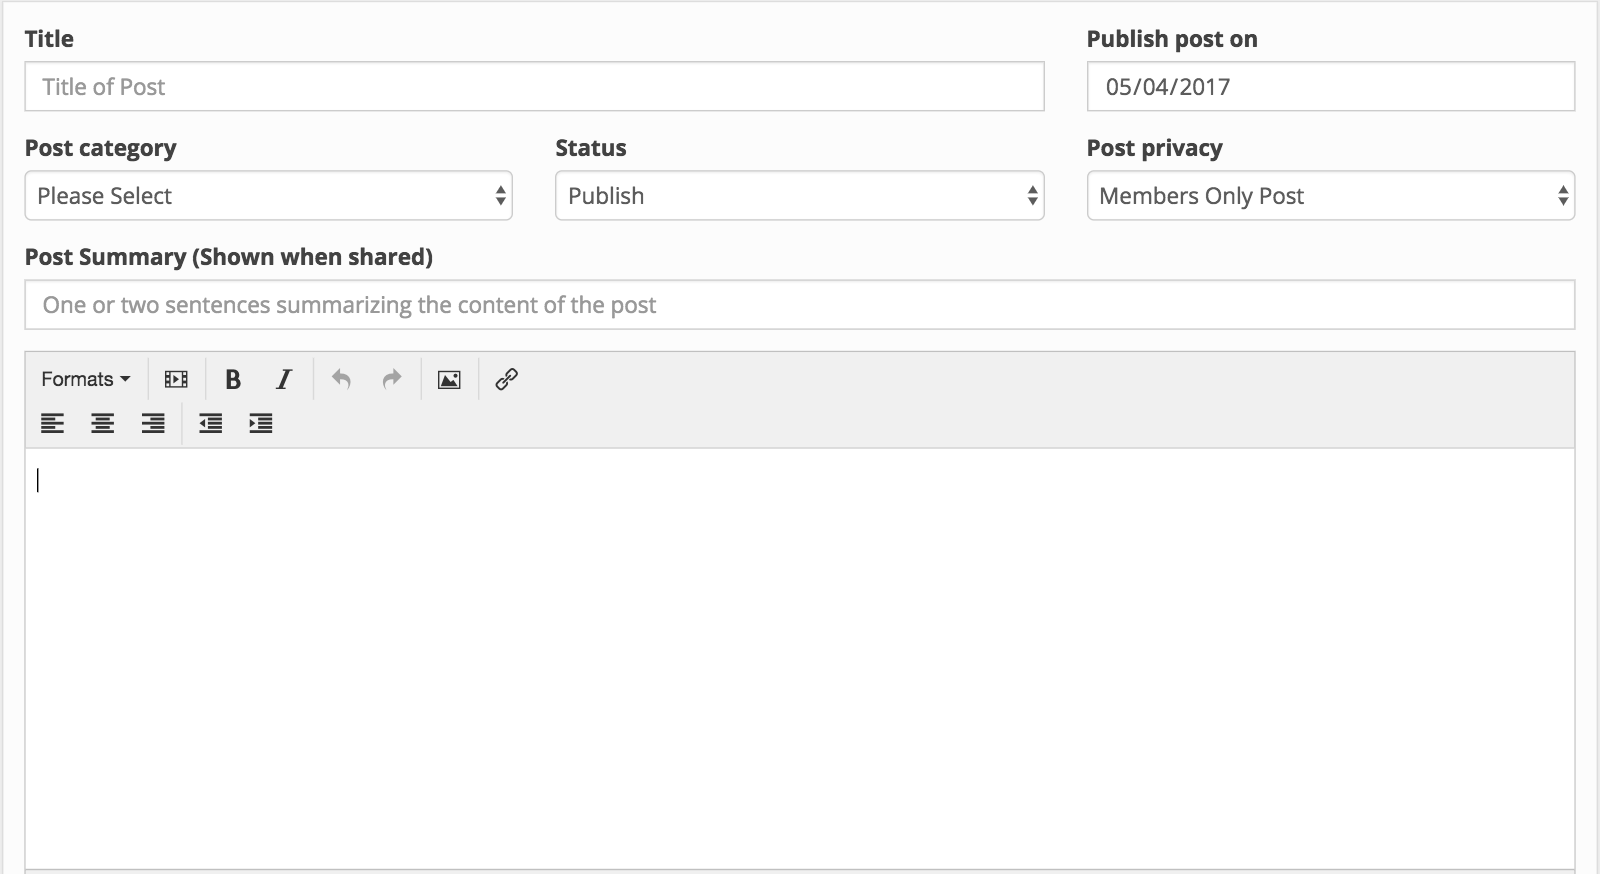 Title
Publish post on
Title of Post
05/04/2017
Post category
Status
Post privacy
Please Select
Publish
Members Only Post
Post Summary (Shown when shared)
One or two sentences summarizing the content of the post
Formats
B
I